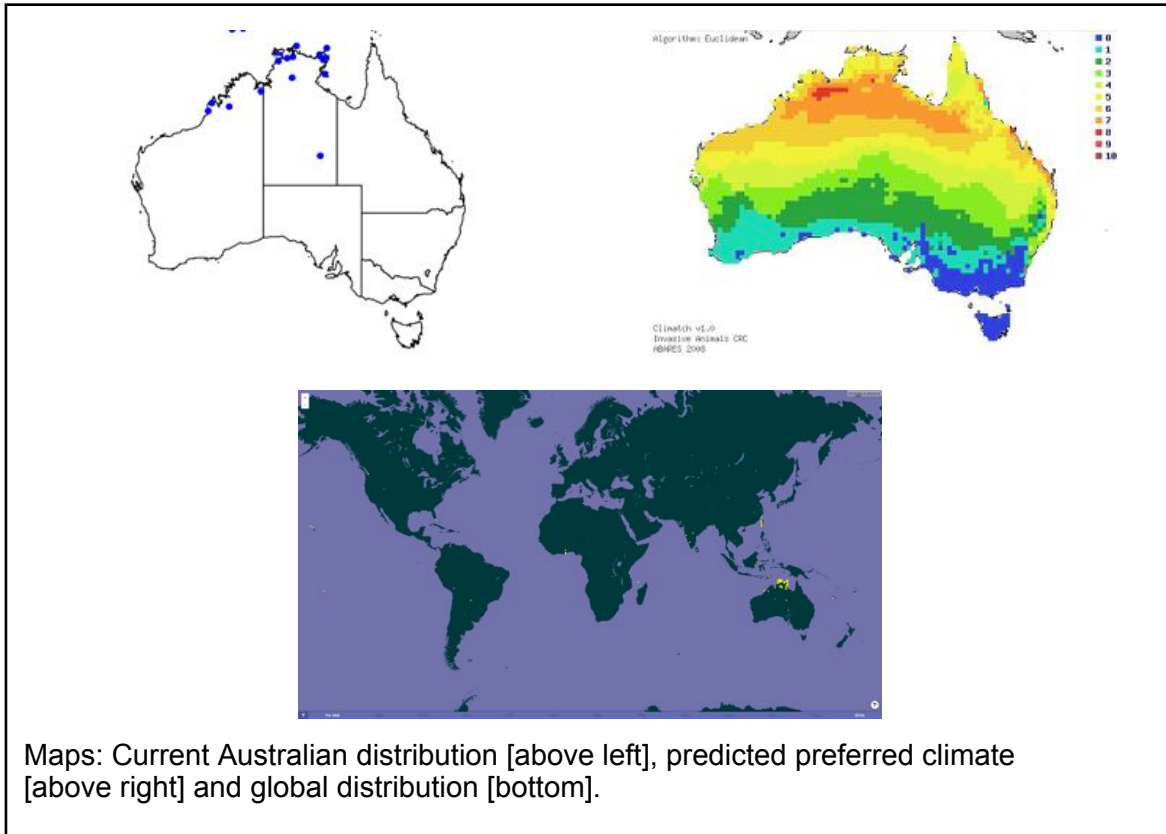 Algorithm: Euclidean
0
1
2
3
4
5
6
7
8
9
10
Climatch v1.0
Invasive Animals CRC
ABARES 2008
Maps: Current Australian distribution [above left], predicted preferred climate
[above right] and global distribution [bottom].